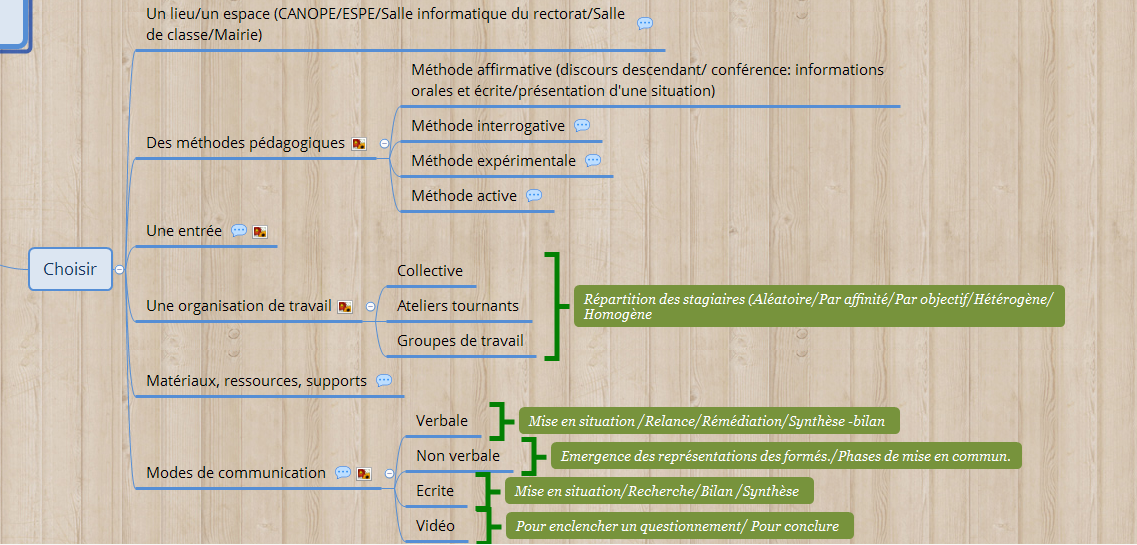 Un lieu/un espace (CANOPE/ESPE/Salle informatique du rectorat/Salle
de classe/Mairie)
Méthode affirmative (discours descendant/ conférence: informations
orales et écrite/présentation d'une situation)
Des méthodes pédagogiques
Méthode interrogative
Méthode expérimentale
Méthode active
Une entrée
Choisir
Collective
Une organisation de travail
Ateliers tournants
Groupes de travail
Répartition des stagiaires (Aléatoire/Par affinité/Par objectif/Hétérogène/
Homogène
Matériaux, ressources, supports
Verbale
Mise en situation /Relance/Rémédiation/Synthèse -bilan
Modes de communication
Non verbale
Emergence des représentations des formés./Phases de mise en commun.
Ecrite
Mise en situation/Recherche/Bilan /Synthèse
Vidéo
Pour enclencher un questionnement/ Pour conclure